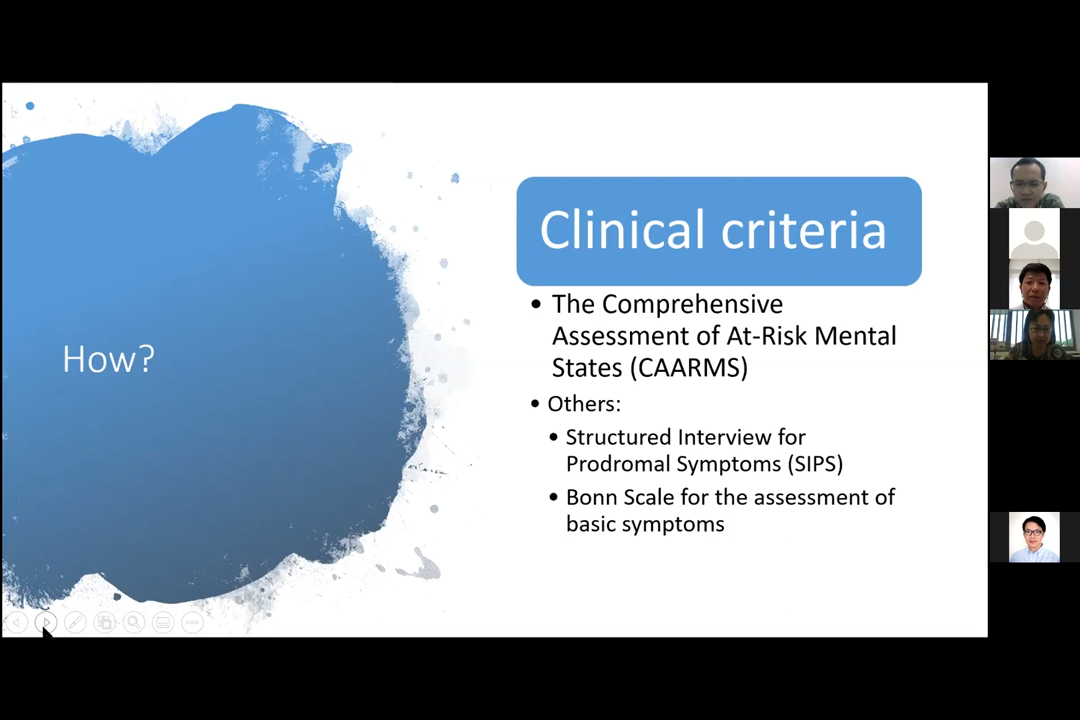 How?
Clinical criteria
• The Comprehensive
Assessment of At-Risk Mental
States (CAARMS)
• Others:
• Structured Interview for
Prodromal Symptoms (SIPS)
• Bonn Scale for the assessment of
basic symptoms